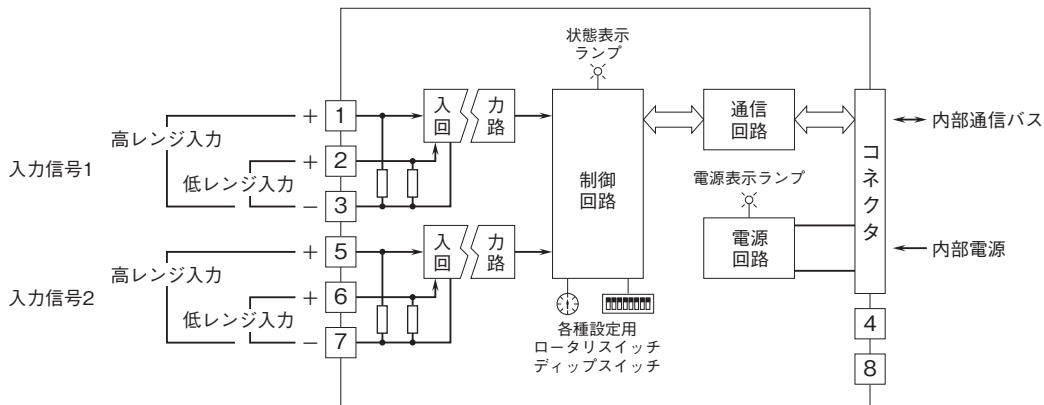 状態表示
ランプ
入力信号1
高レンジ入力
低レンジ入力
+
+
−
1
2
3
入 力
回 路
制御
回路
通信
回路
コネクタ
内部通信バス
電源表示ランプ
電源
回路
内部電源
入力信号2
高レンジ入力
低レンジ入力
+
+
−
5
6
7
入 力
回 路
各種設定用
ロータリスイッチ
ディップスイッチ
4
8